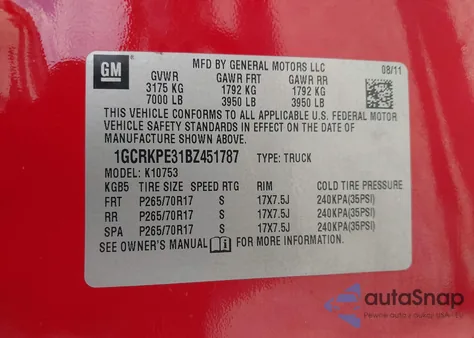 GM
MFD BY GENERAL MOTORS LLC 08/11
GVWR GAWR FRT GAWR RR
3175 KG 1792 KG 1792 KG
7000 LB 3950 LB 3950 LB
THIS VEHICLE CONFORMS TO ALL APPLICABLE U.S. FEDERAL MOTOR
VEHICLE SAFETY STANDARDS IN EFFECT ON THE DATE OF
MANUFACTURE SHOWN ABOVE.
1GCRKPE31BZ451787 TYPE: TRUCK
MODEL: K10753
KGB5 TIRE SIZE SPEED RTG RIM COLD TIRE PRESSURE
FRT P265/70R17 S 17X7.5J 240KPA(35PSI)
RR P265/70R17 S 17X7.5J 240KPA(35PSI)
SPA P265/70R17 S 17X7.5J 240KPA(35PSI)
SEE OWNER'S MANUAL FOR MORE INFORMATION.
autoSnap
Pewne auto z aukcji USA